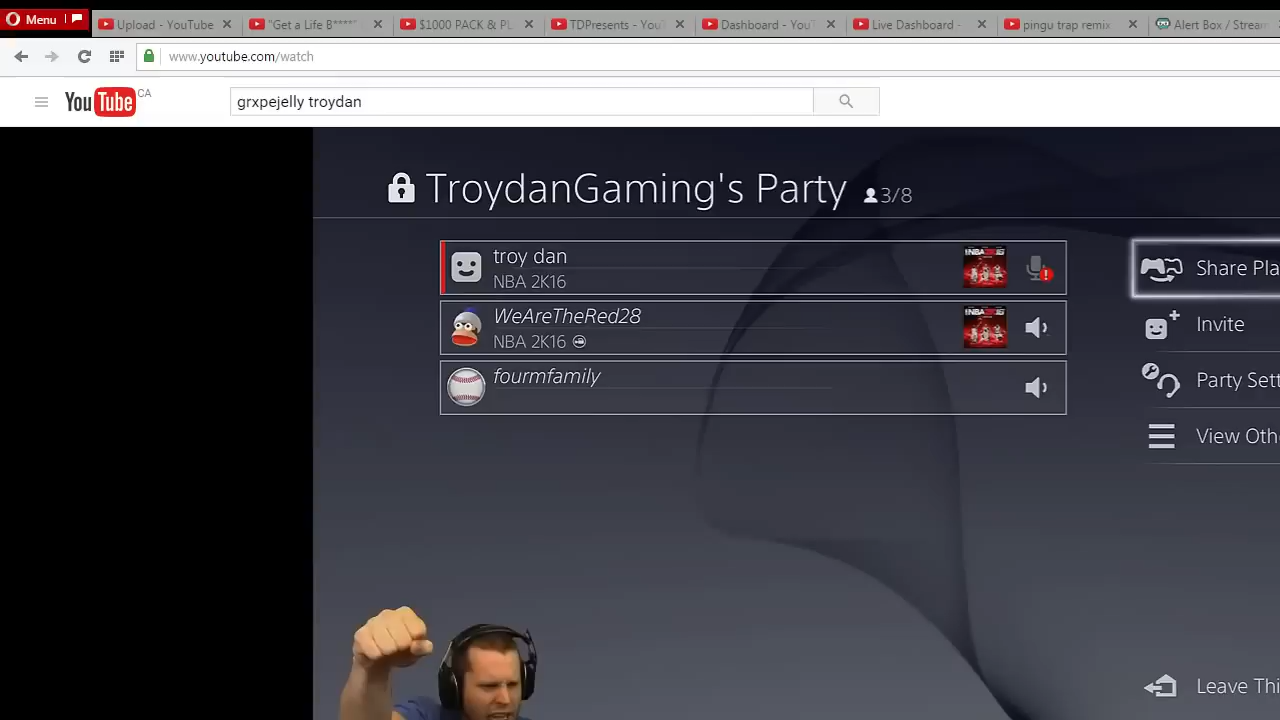 Menu
Upload - YouTube
"Get a Life B****"
$1000 PACK & PL
TDPresents - You
Dashboard - YouT
Live Dashboard -
pingu trap remix
Alert Box / Stream
www.youtube.com/watch
YouTube CA
grxpejelly troydan
TroydanGaming's Party 3/8
troy dan
NBA 2K16
Share Pla
WeAreTheRed28
NBA 2K16
Invite
fourmfamily
Party Sett
View Oth
Leave Thi